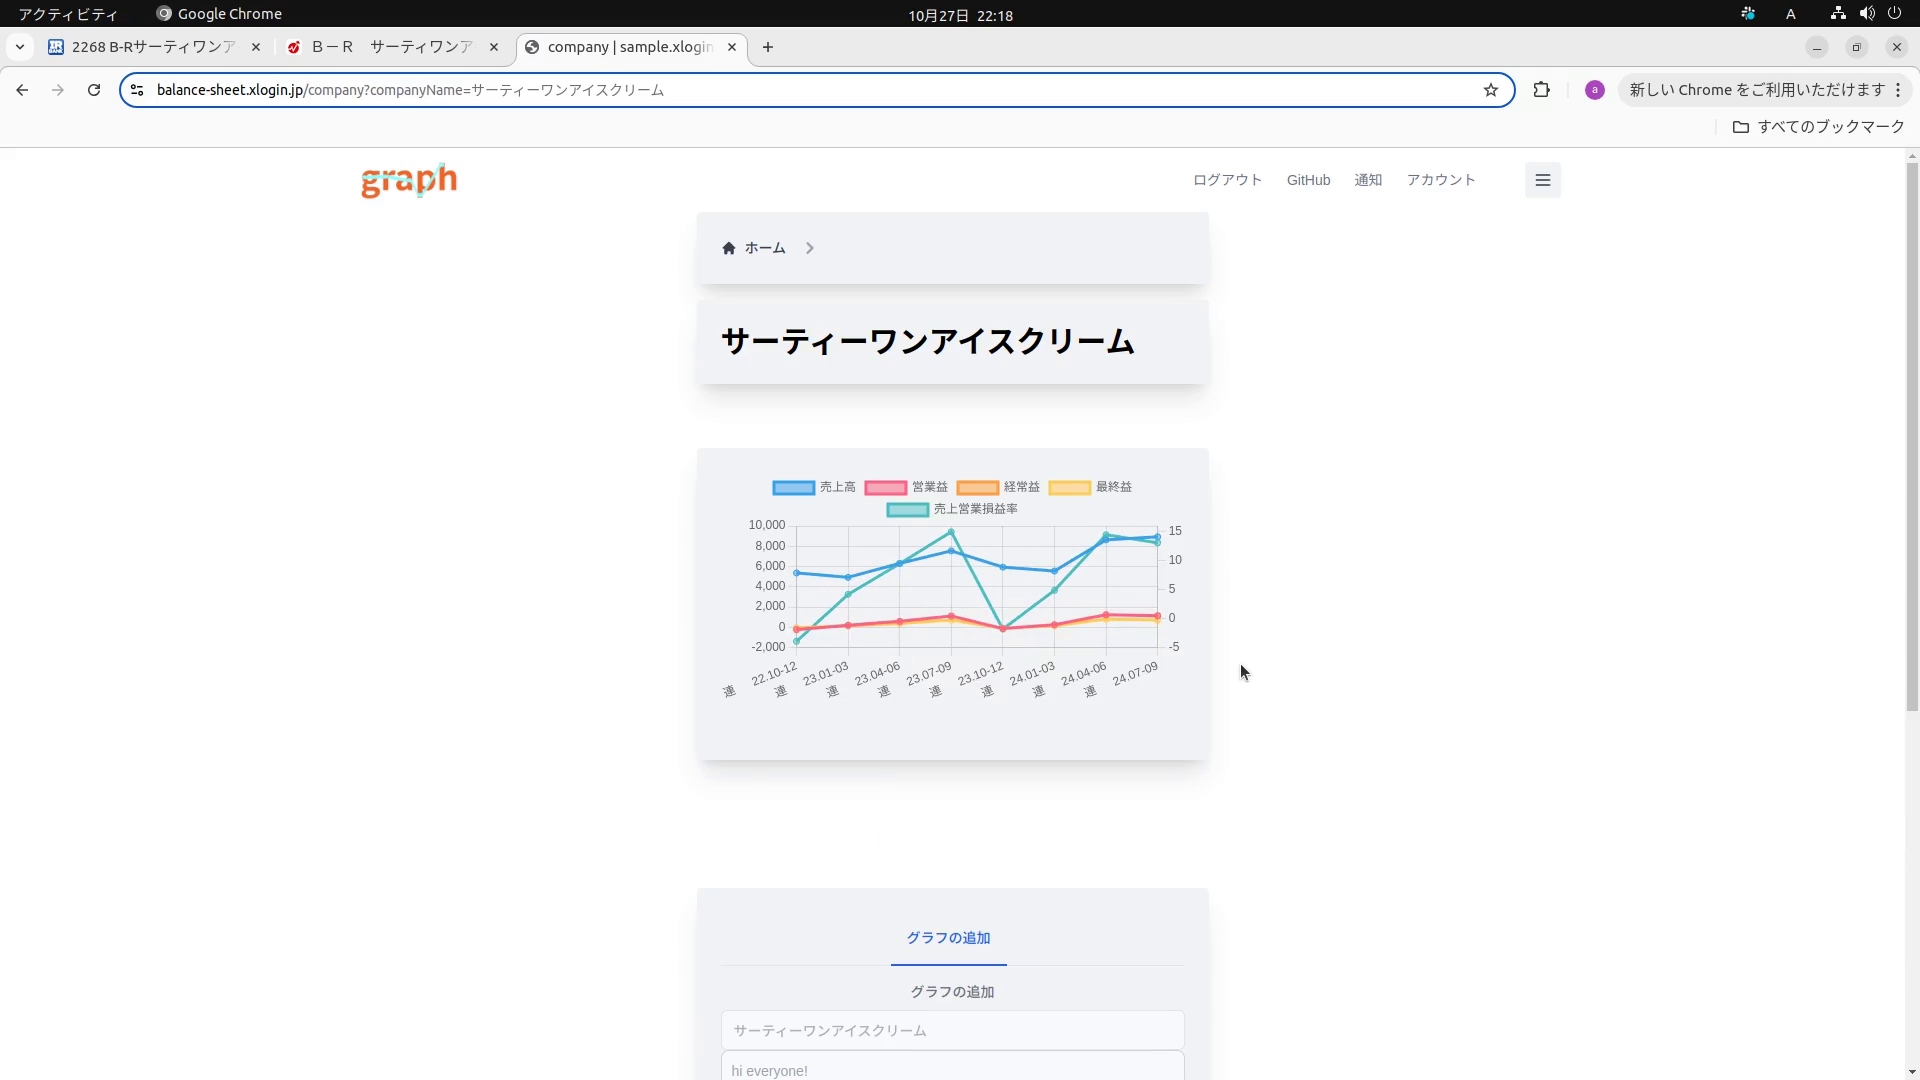 アクティビティ
Google Chrome
10月27日 22:18
A
2268 B-Rサーティワンア
Ｂ－Ｒ　サーティワンア
company | sample.xlogin
balance-sheet.xlogin.jp/company?companyName=サーティーワンアイスクリーム
a
新しい Chrome をご利用いただけます
すべてのブックマーク
graph
ログアウト
GitHub
通知
アカウント
ホーム
サーティーワンアイスクリーム
売上高
営業益
経常益
最終益
売上営業損益率
10,000
8,000
6,000
4,000
2,000
0
-2,000
15
10
5
0
-5
連 22.10-12
連 23.01-03
連 23.04-06
連 23.07-09
連 23.10-12
連 24.01-03
連 24.04-06
連 24.07-09
グラフの追加
グラフの追加
サーティーワンアイスクリーム
hi everyone!